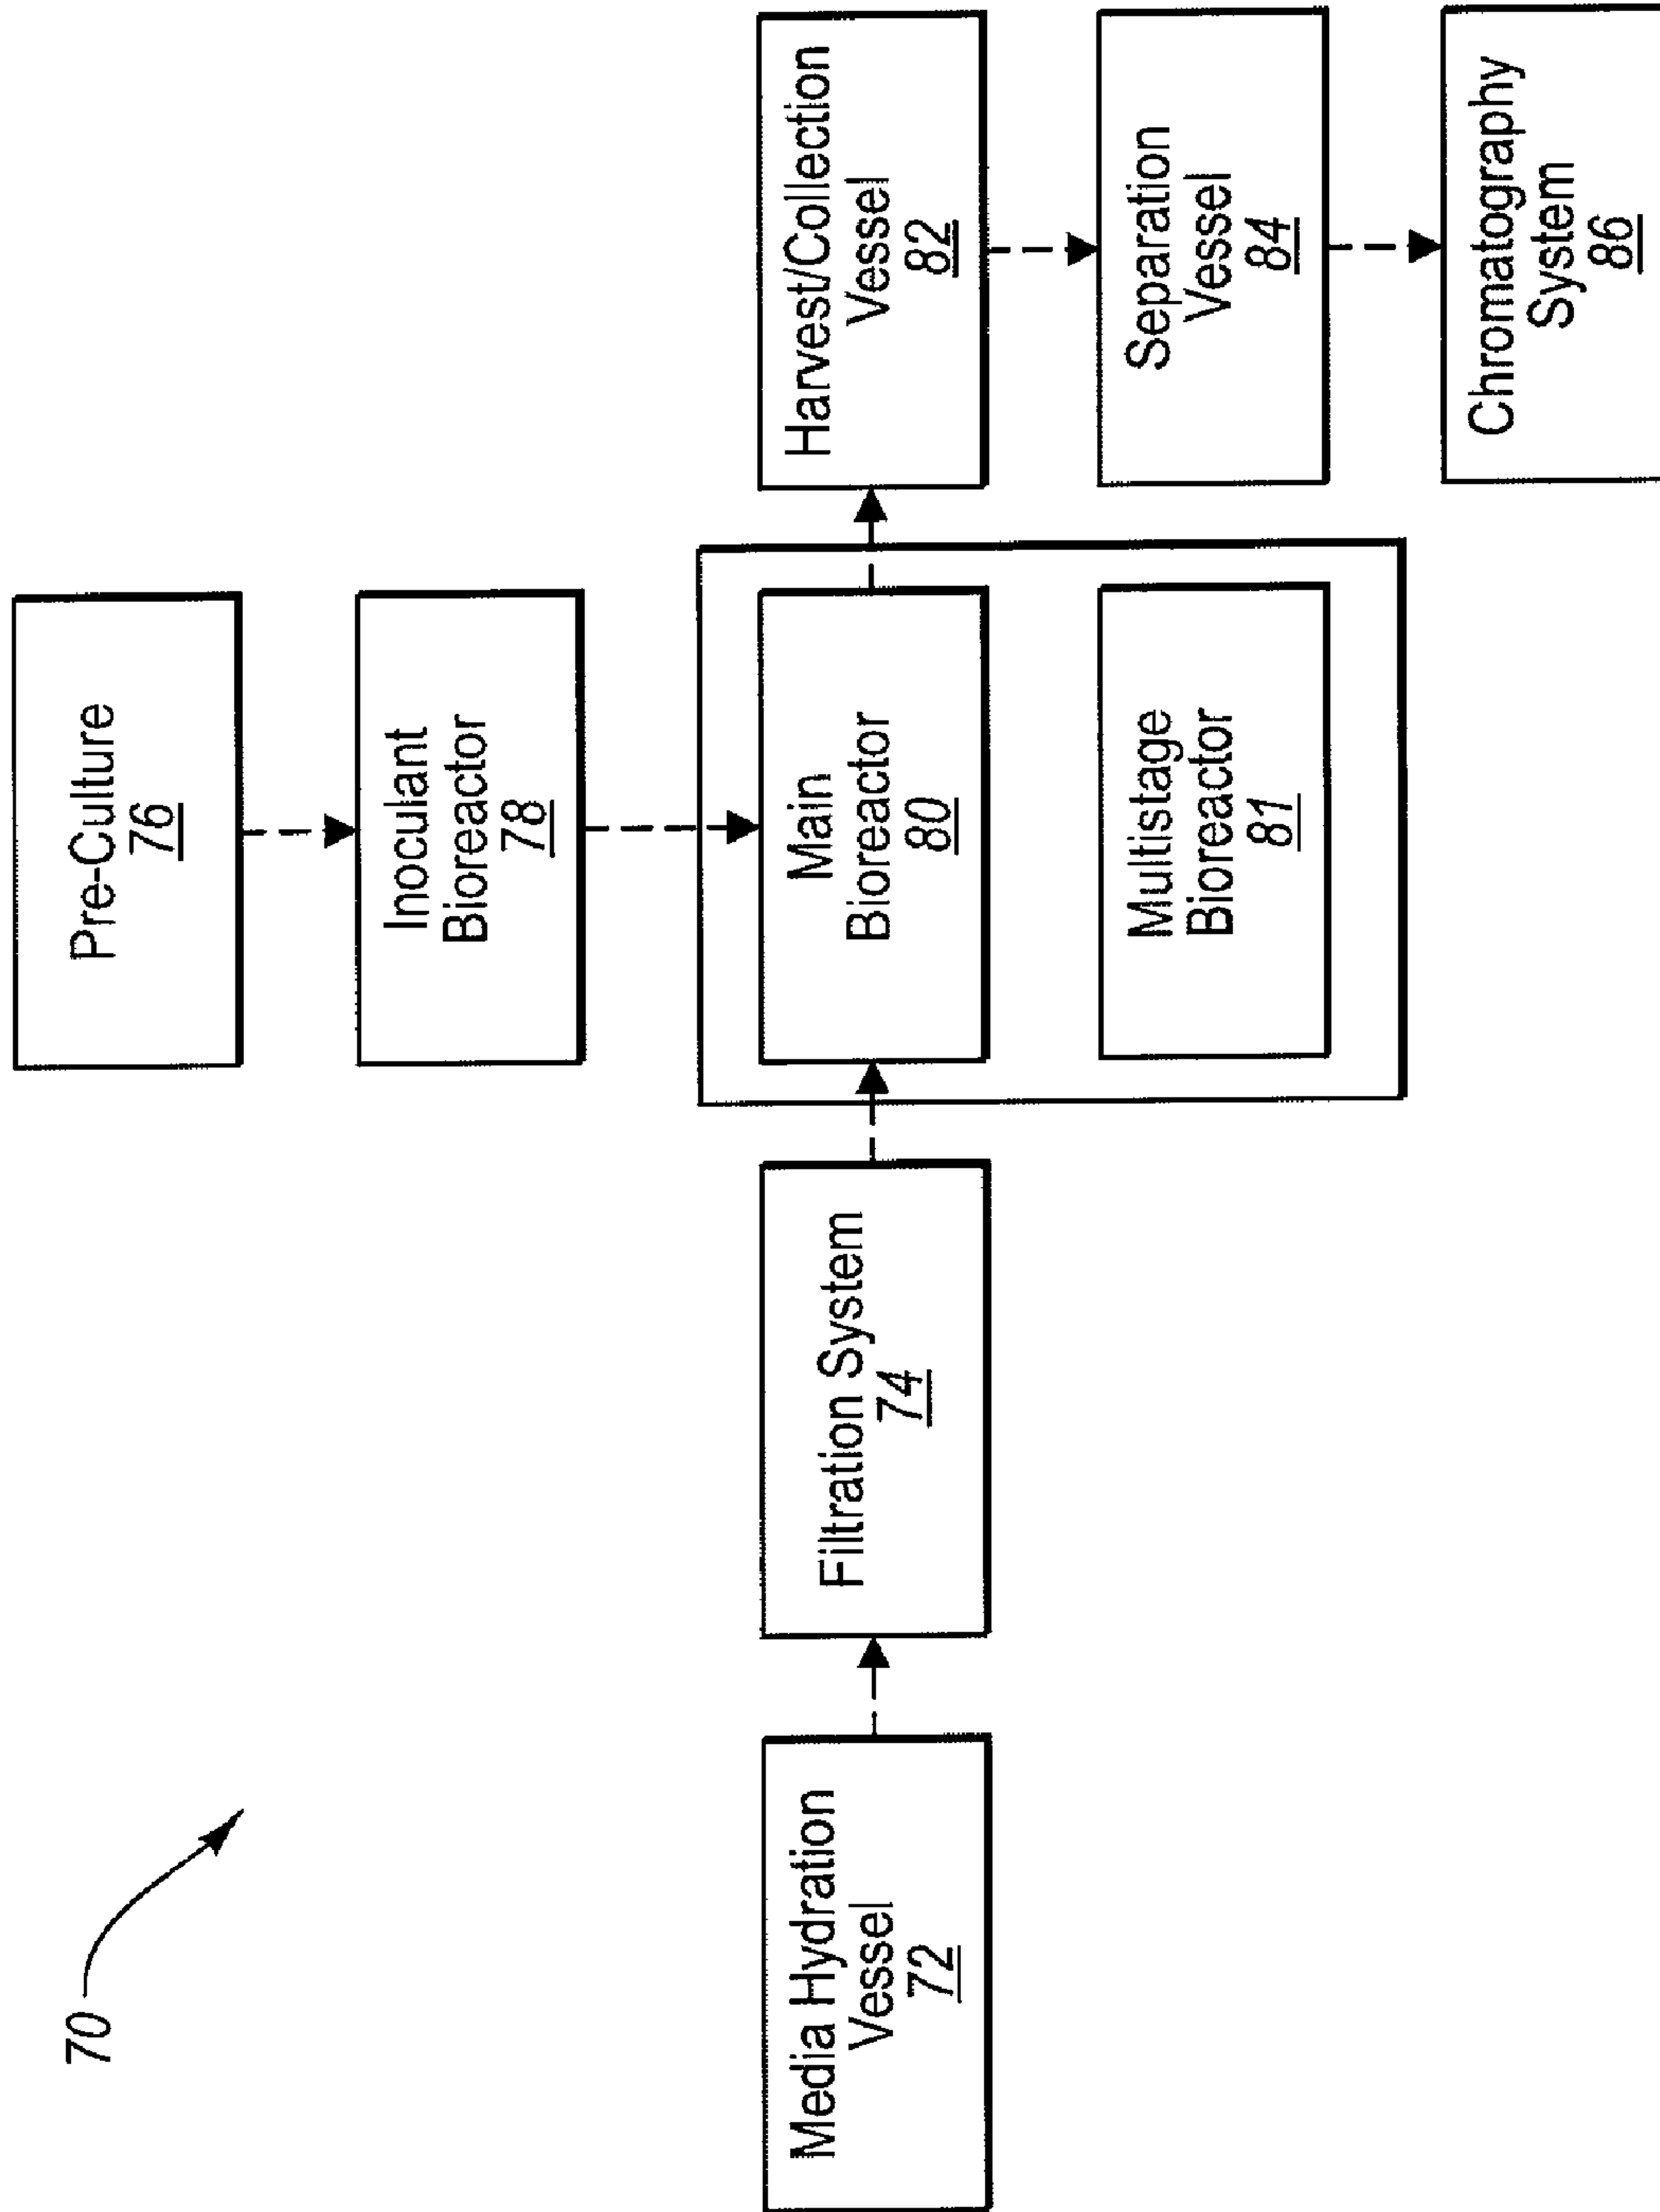 70
Pre-Culture
76
Inoculant
Bioreactor
78
Media Hydration
Vessel
72
Filtration System
74
Main
Bioreactor
80
Harvest/Collection
Vessel
82
Multistage
Bioreactor
81
Separation
Vessel
84
Chromatography
System
86